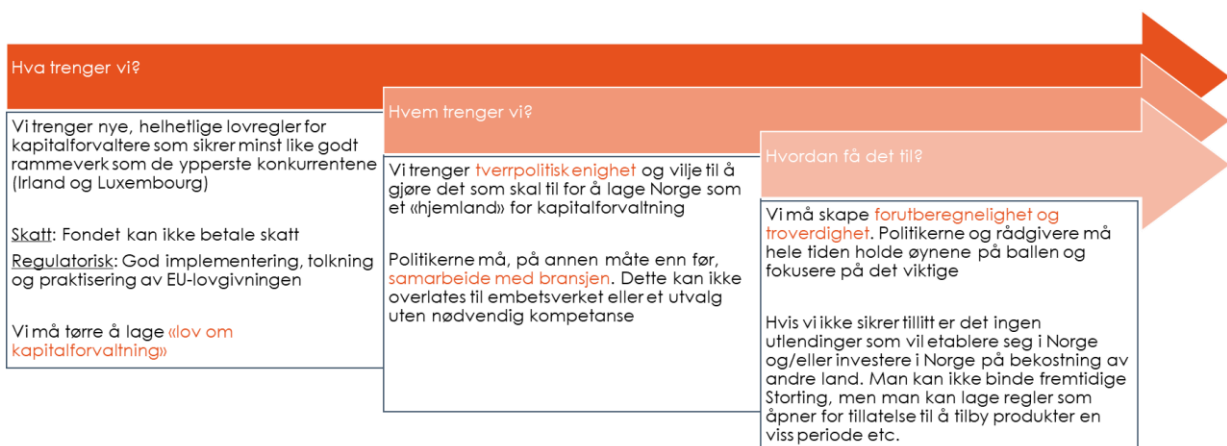 Hva trenger vi?
Vi trenger nye, helhetlige lovregler for
kapitalforvaltere som sikrer minst like godt
rammeverk som de ypperste konkurrentene
(Irland og Luxembourg)
Skatt: Fondet kan ikke betale skatt
Regulatorisk: God implementering, tolkning
og praktisering av EU-lovgivningen
Vi må tørre å lage «lov om
kapitalforvaltning»
Hvem trenger vi?
Vi trenger tverrpolitisk enighet og vilje til å
gjøre det som skal til for å lage Norge som
et «hjemland» for kapitalforvaltning
Politikerne må, på annen måte enn før,
samarbeide med bransjen. Dette kan ikke
overlates til embetsverket eller et utvalg
uten nødvendig kompetanse
Hvordan få det til?
Vi må skape forutberegnelighet og
troverdighet. Politikerne og rådgivere må
hele tiden holde øynene på ballen og
fokusere på det viktige
Hvis vi ikke sikrer tillitt er det ingen
utlendinger som vil etablere seg i Norge
og/eller investere i Norge på bekostning av
andre land. Man kan ikke binde fremtidige
Storting, men man kan lage regler som
åpner for tillatelse til å tilby produkter en
viss periode etc.